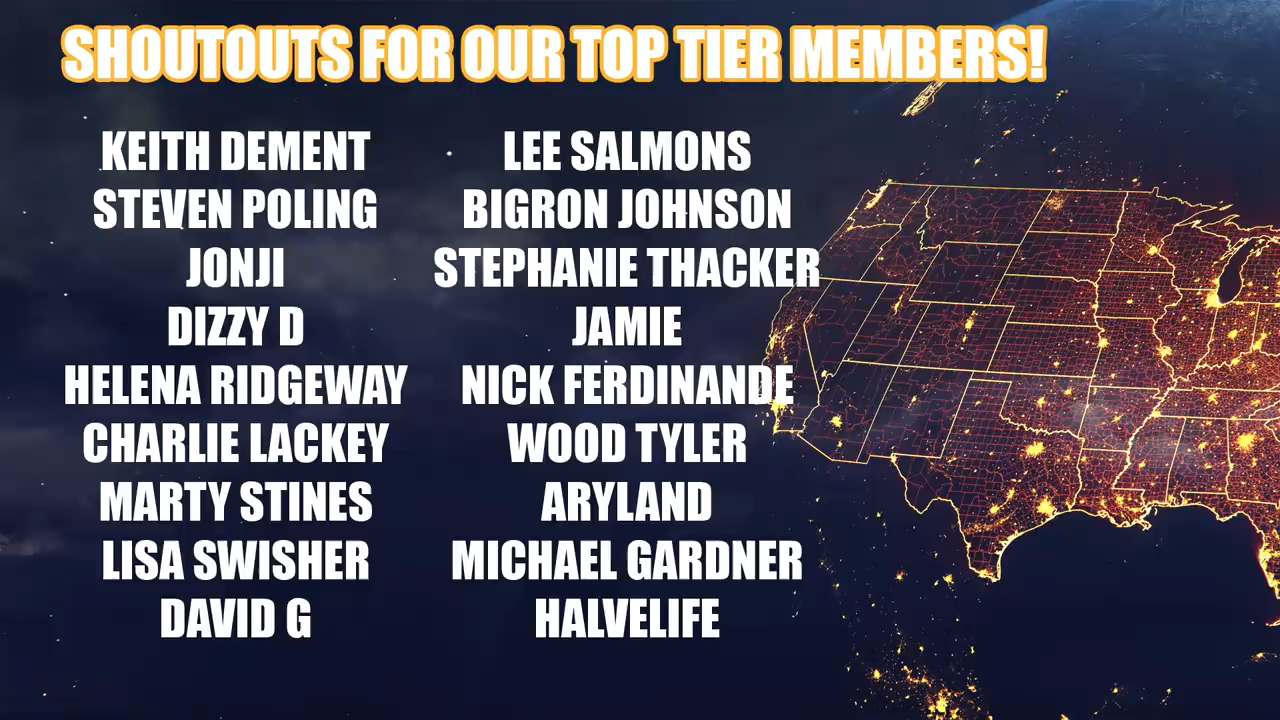 SHOUTOUTS FOR OUR TOP TIER MEMBERS!
KEITH DEMENT
STEVEN POLING
JONJI
DIZZY D
HELENA RIDGEWAY
CHARLIE LACKEY
MARTY STINES
LISA SWISHER
DAVID G
LEE SALMONS
BIGRON JOHNSON
STEPHANIE THACKER
JAMIE
NICK FERDINANDE
WOOD TYLER
ARYLAND
MICHAEL GARDNER
HALVELIFE